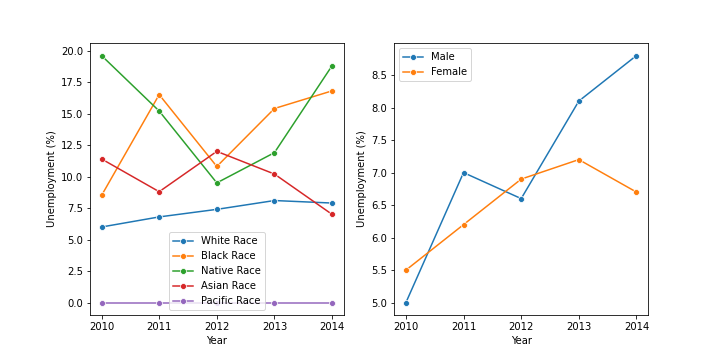 20.0
17.5
15.0
12.5
10.0
7.5
5.0
2.5
0.0
Unemployment (%)
White Race
Black Race
Native Race
Asian Race
Pacific Race
2010 2011 2012 2013 2014
Year
Male
Female
8.5
8.0
7.5
7.0
6.5
6.0
5.5
5.0
Unemployment (%)
2010 2011 2012 2013 2014
Year